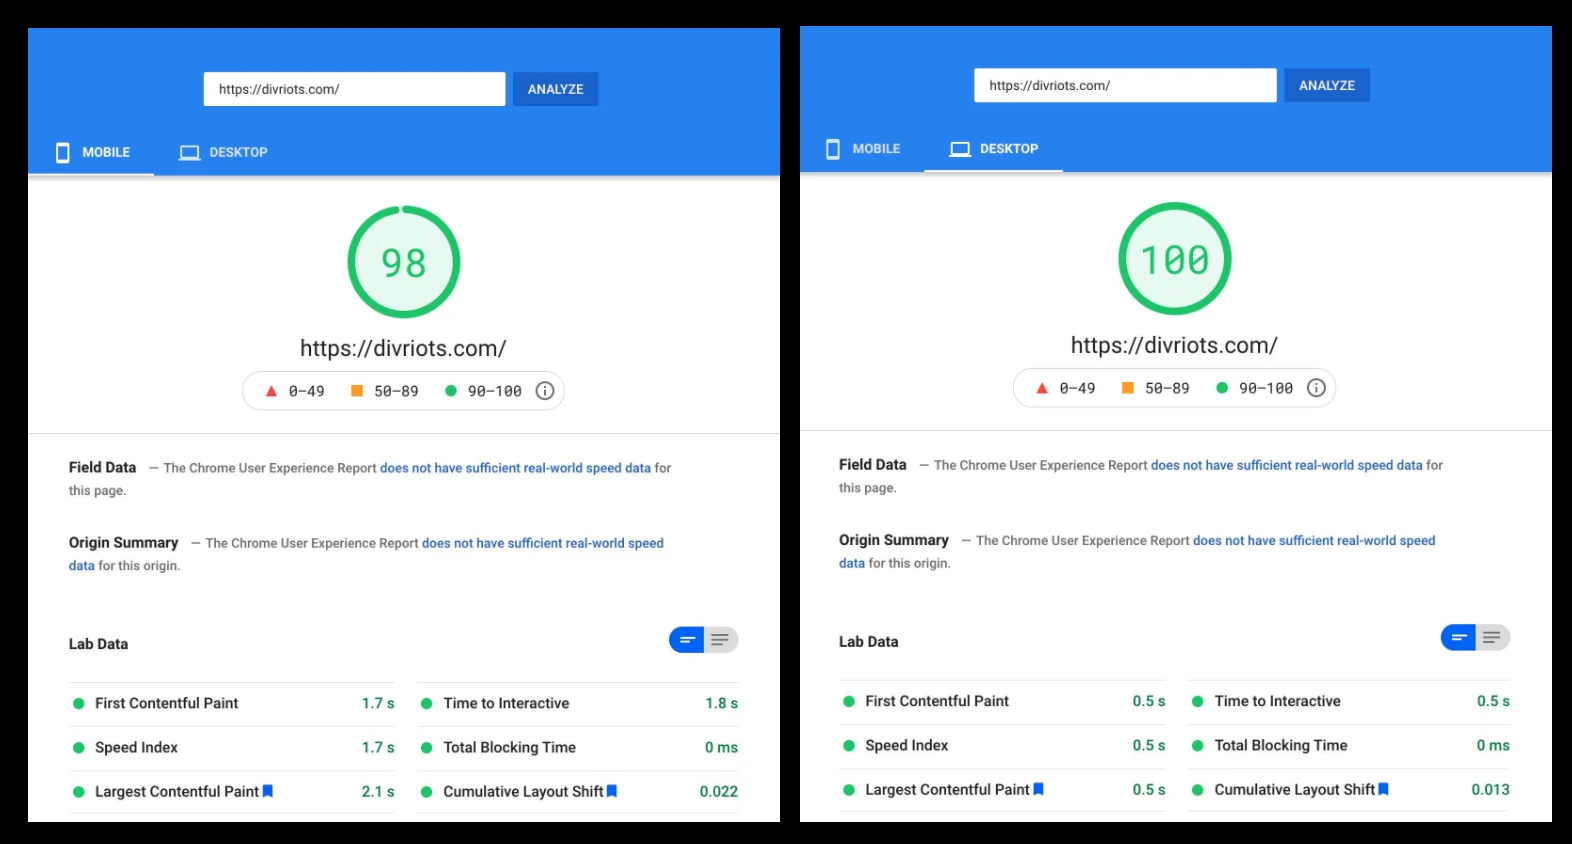 https://divriots.com/
ANALYZE
MOBILE
DESKTOP
98
https://divriots.com/
0–49
50–89
90–100
Field Data — The Chrome User Experience Report does not have sufficient real-world speed data for
this page.
Origin Summary — The Chrome User Experience Report does not have sufficient real-world speed
data for this origin.
Lab Data
First Contentful Paint 1.7 s
Time to Interactive 1.8 s
Speed Index 1.7 s
Total Blocking Time 0 ms
Largest Contentful Paint 2.1 s
Cumulative Layout Shift 0.022
https://divriots.com/
ANALYZE
MOBILE
DESKTOP
100
https://divriots.com/
0–49
50–89
90–100
Field Data — The Chrome User Experience Report does not have sufficient real-world speed data for
this page.
Origin Summary — The Chrome User Experience Report does not have sufficient real-world speed
data for this origin.
Lab Data
First Contentful Paint 0.5 s
Time to Interactive 0.5 s
Speed Index 0.5 s
Total Blocking Time 0 ms
Largest Contentful Paint 0.5 s
Cumulative Layout Shift 0.013